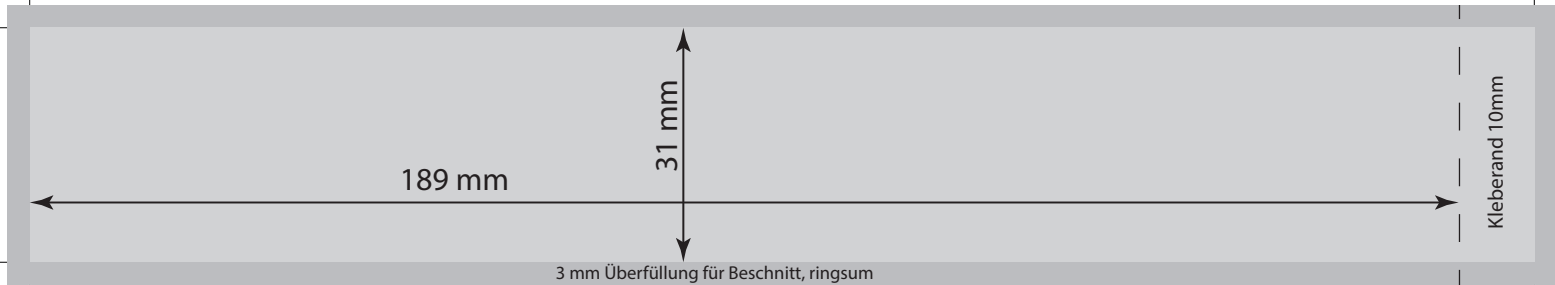 31 mm
189 mm
Kleberand 10mm
3 mm Überfüllung für Beschnitt, ringsum